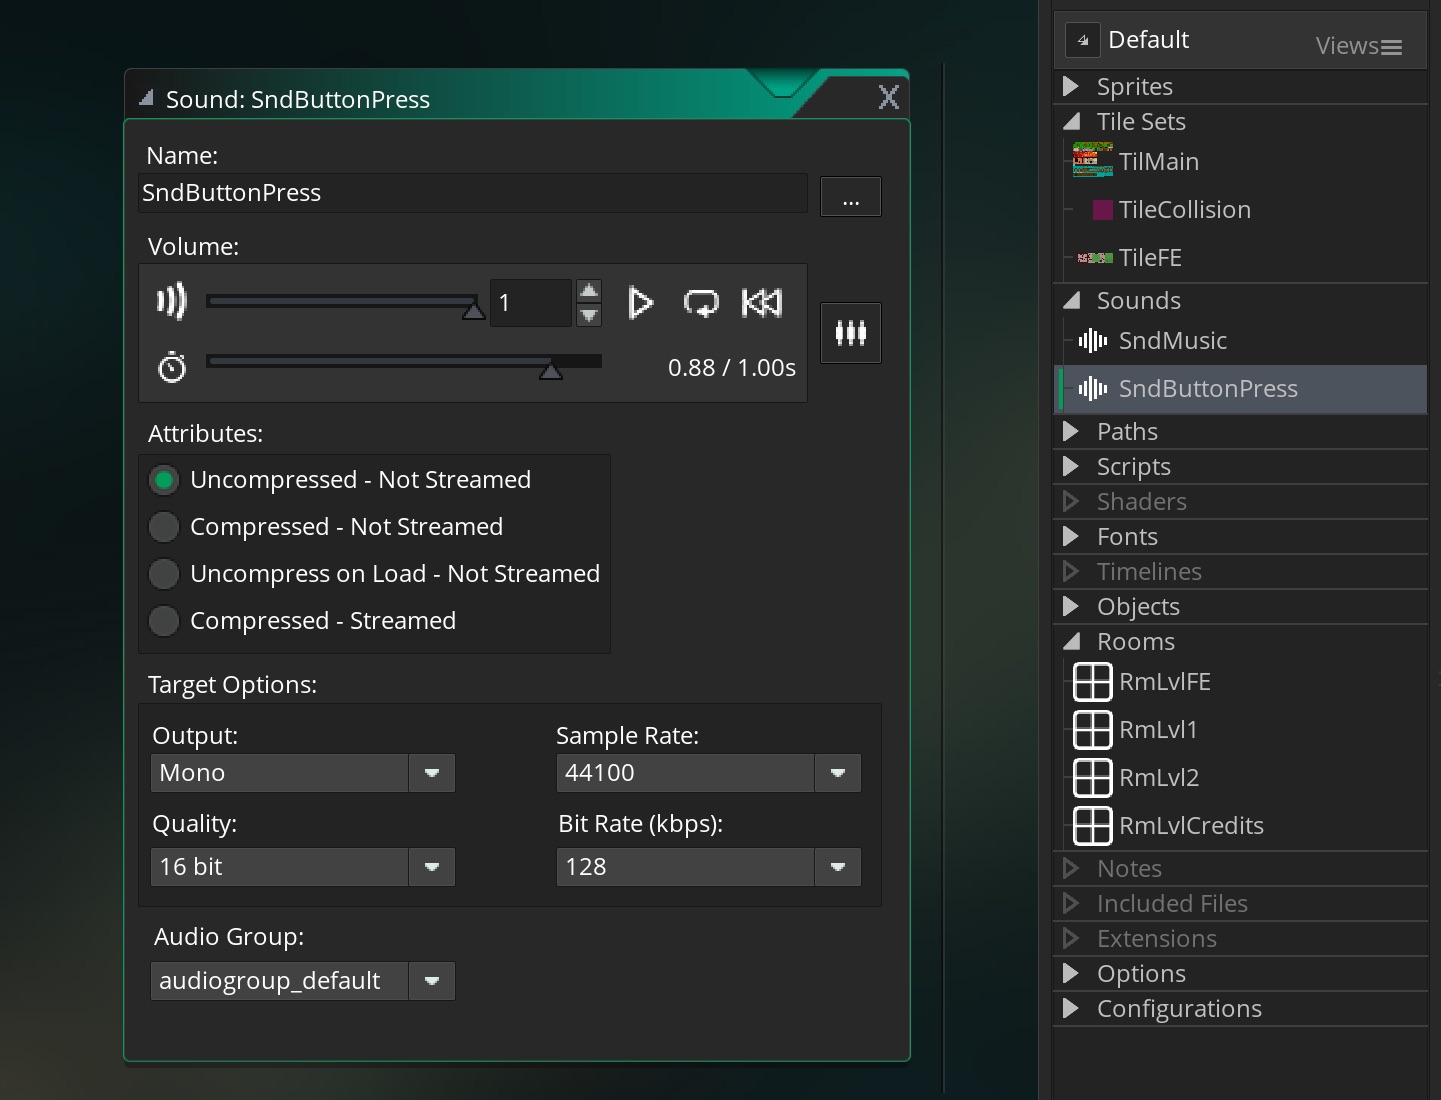 Sound: SndButtonPress
X
Name:
SndButtonPress
...
Volume:
1
0.88 / 1.00s
Attributes:
Uncompressed - Not Streamed
Compressed - Not Streamed
Uncompress on Load - Not Streamed
Compressed - Streamed
Target Options:
Output:
Sample Rate:
Mono
44100
Quality:
Bit Rate (kbps):
16 bit
128
Audio Group:
audiogroup_default
Default
Views
Sprites
Tile Sets
TilMain
TileCollision
TileFE
Sounds
SndMusic
SndButtonPress
Paths
Scripts
Shaders
Fonts
Timelines
Objects
Rooms
RmLvlFE
RmLvl1
RmLvl2
RmLvlCredits
Notes
Included Files
Extensions
Options
Configurations